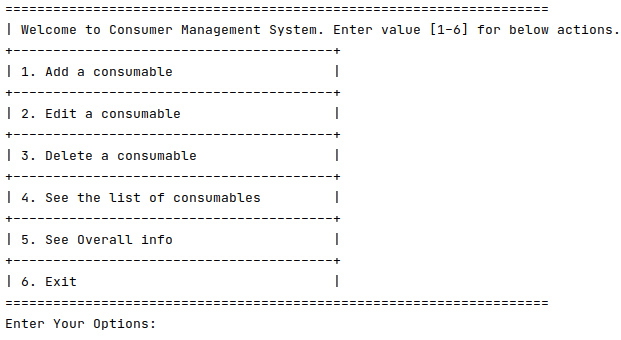 ====================================================================
| Welcome to Consumer Management System. Enter value [1-6] for below actions.
+----------------------------------------+
| 1. Add a consumable                    |
+----------------------------------------+
| 2. Edit a consumable                   |
+----------------------------------------+
| 3. Delete a consumable                 |
+----------------------------------------+
| 4. See the list of consumables         |
+----------------------------------------+
| 5. See Overall info                    |
+----------------------------------------+
| 6. Exit                                |
====================================================================
Enter Your Options: